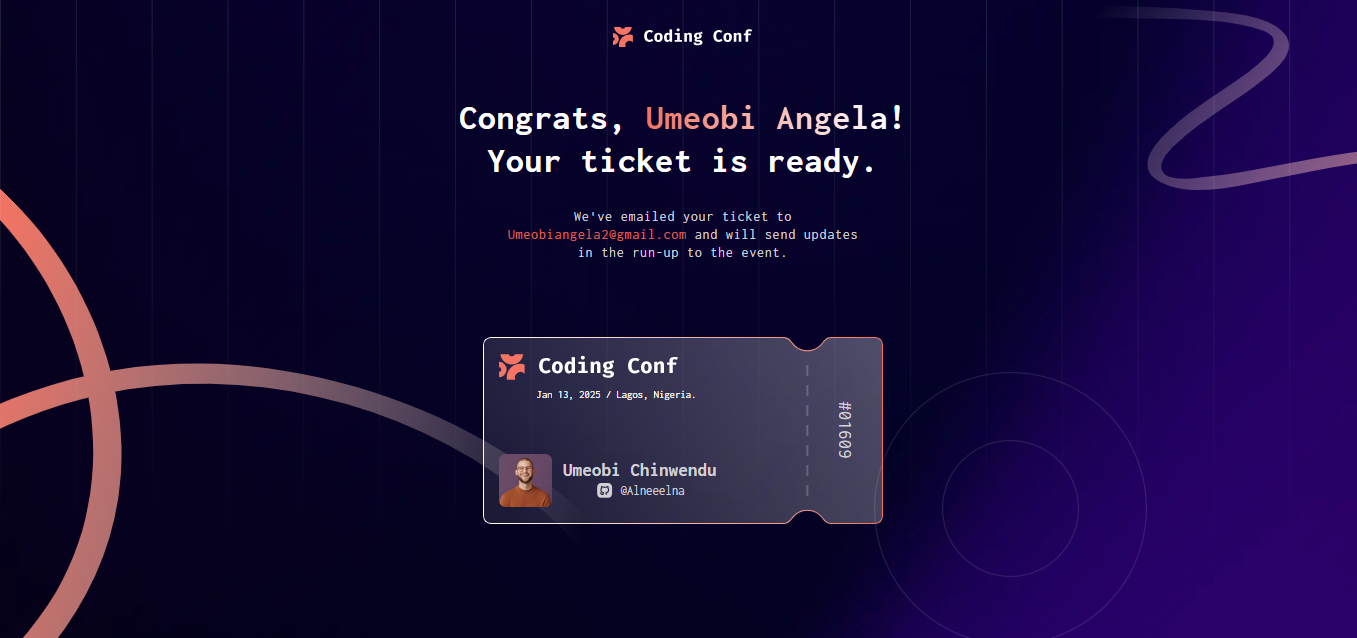 Coding Conf
Congrats, Umeobi Angela!
Your ticket is ready.
We've emailed your ticket to
Umeobiangela2@gmail.com and will send updates
in the run-up to the event.
Coding Conf
Jan 13, 2025 / Lagos, Nigeria.
#01609
Umeobi Chinwendu
@Alneeelna